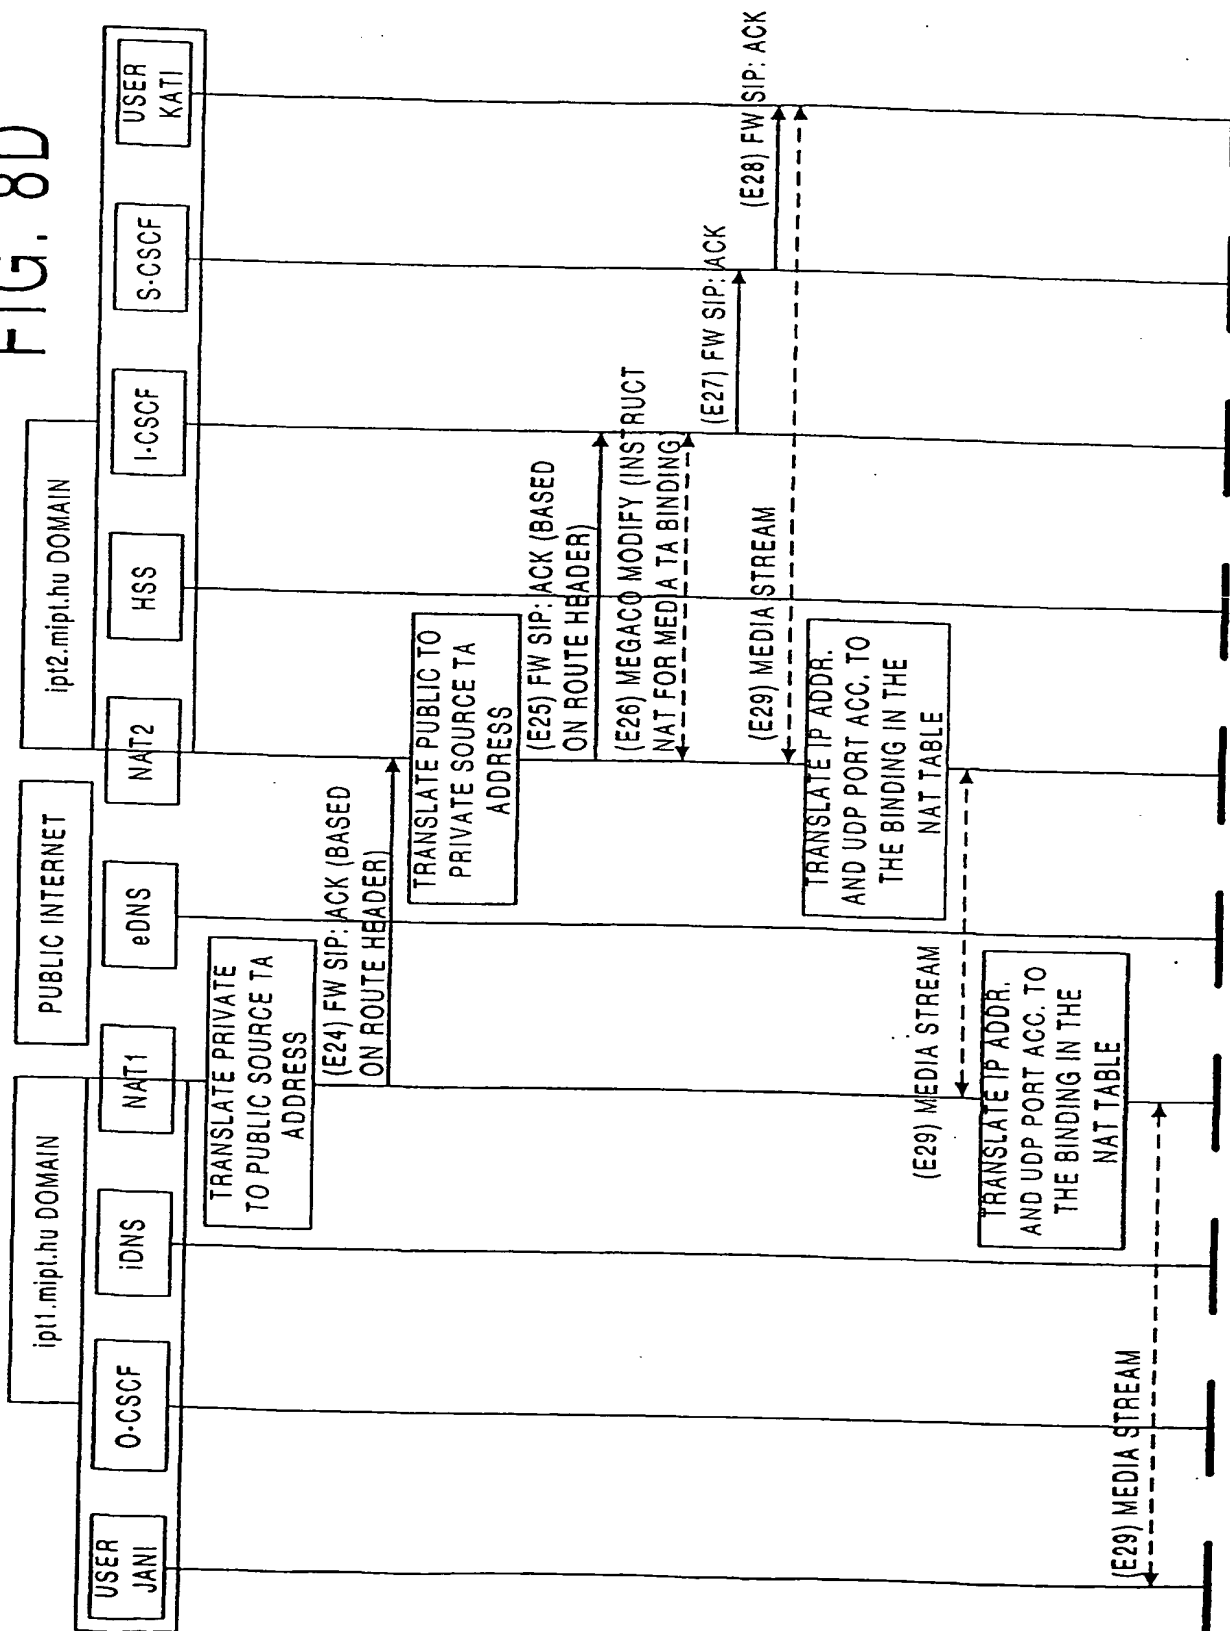 FIG. 8D
ipt1.mipt.hu DOMAIN
PUBLIC INTERNET
ipt2.mipt.hu DOMAIN
USER
JANI
O-CSCF
iDNS
NAT1
eDNS
NAT2
HSS
I-CSCF
S-CSCF
USER
KATI
TRANSLATE PRIVATE
TO PUBLIC SOURCE TA
ADDRESS
(E24) FW SIP: ACK (BASED
ON ROUTE HEADER)
TRANSLATE PUBLIC TO
PRIVATE SOURCE TA
ADDRESS
(E25) FW SIP: ACK (BASED
ON ROUTE HEADER)
(E26) MEGACO MODIFY (INSTRUCT
NAT FOR MEDIA TA BINDING)
(E27) FW SIP: ACK
(E28) FW SIP: ACK
(E29) MEDIA STREAM
TRANSLATE IP ADDR.
AND UDP PORT ACC. TO
THE BINDING IN THE
NAT TABLE
(E29) MEDIA STREAM
TRANSLATE IP ADDR.
AND UDP PORT ACC. TO
THE BINDING IN THE
NAT TABLE
(E29) MEDIA STREAM